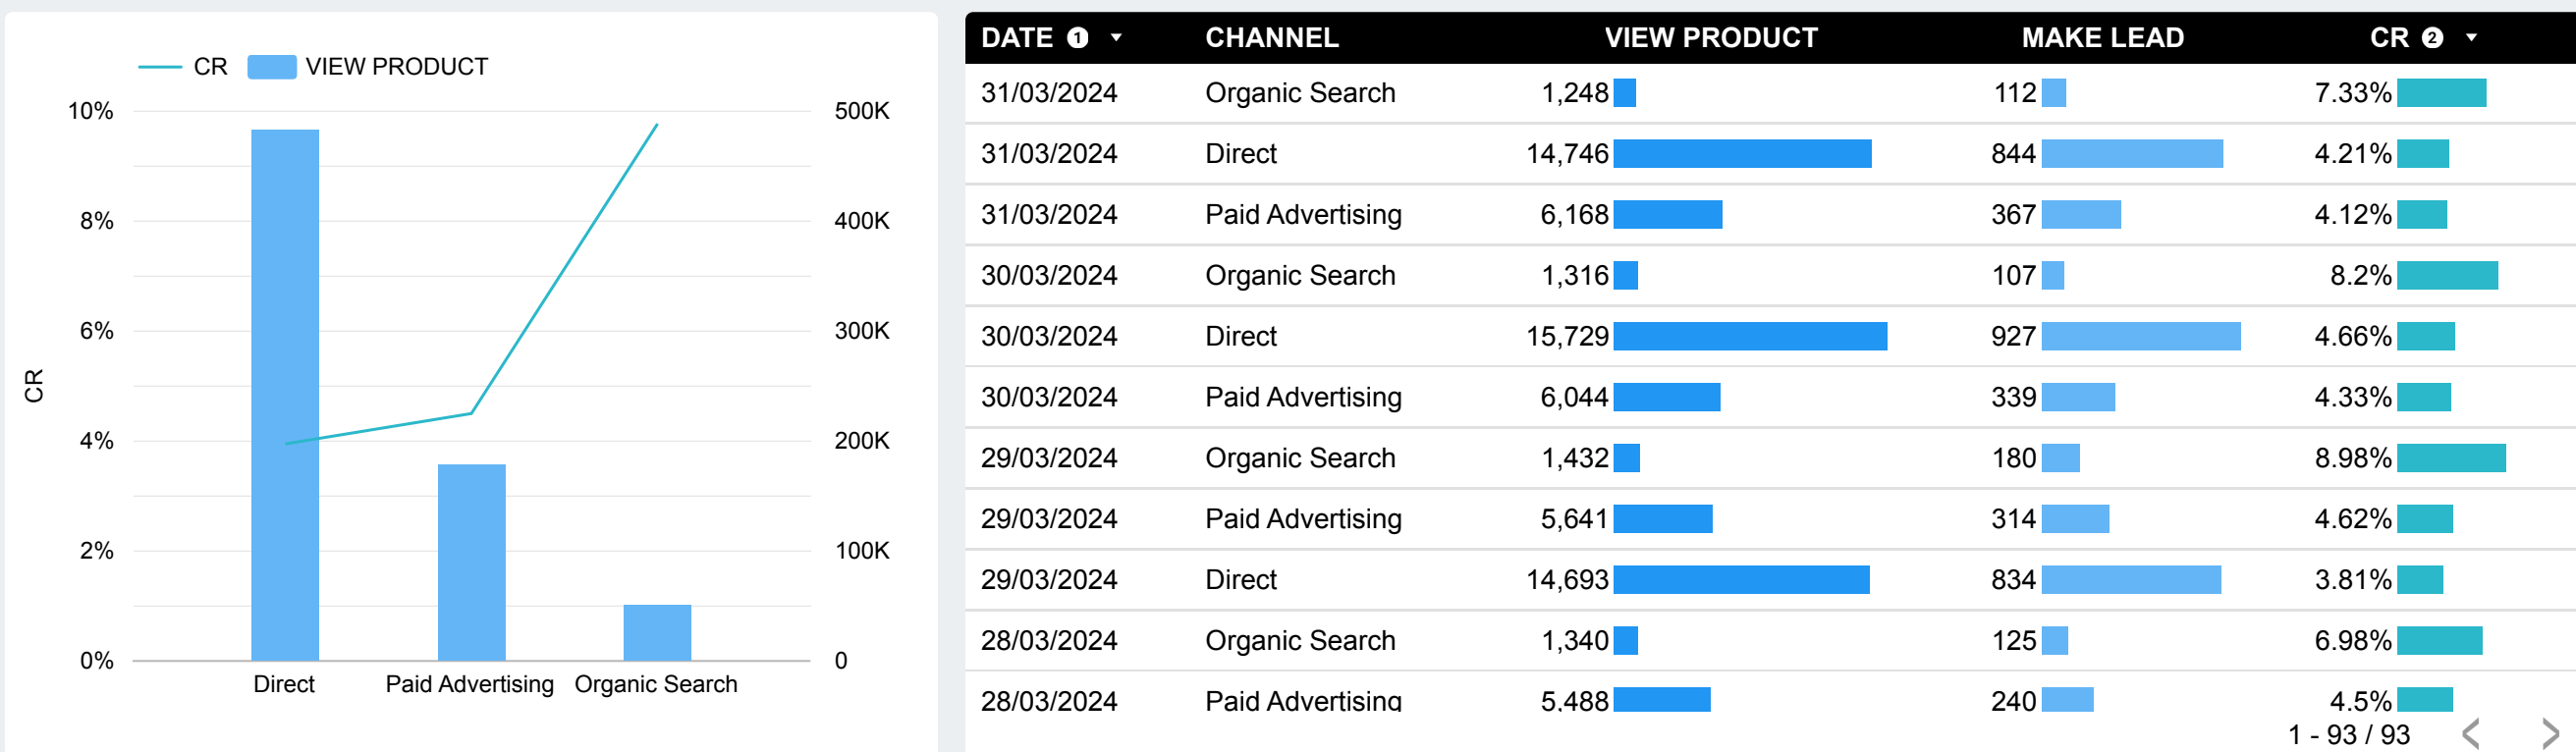 CR VIEW PRODUCT
10% 500K
8% 400K
6% 300K
CR
4% 200K
2% 100K
0% 0
Direct Paid Advertising Organic Search
DATE 1 CHANNEL VIEW PRODUCT MAKE LEAD CR 2
31/03/2024 Organic Search 1,248 112 7.33%
31/03/2024 Direct 14,746 844 4.21%
31/03/2024 Paid Advertising 6,168 367 4.12%
30/03/2024 Organic Search 1,316 107 8.2%
30/03/2024 Direct 15,729 927 4.66%
30/03/2024 Paid Advertising 6,044 339 4.33%
29/03/2024 Organic Search 1,432 180 8.98%
29/03/2024 Paid Advertising 5,641 314 4.62%
29/03/2024 Direct 14,693 834 3.81%
28/03/2024 Organic Search 1,340 125 6.98%
28/03/2024 Paid Advertising 5,488 240 4.5%
1 - 93 / 93